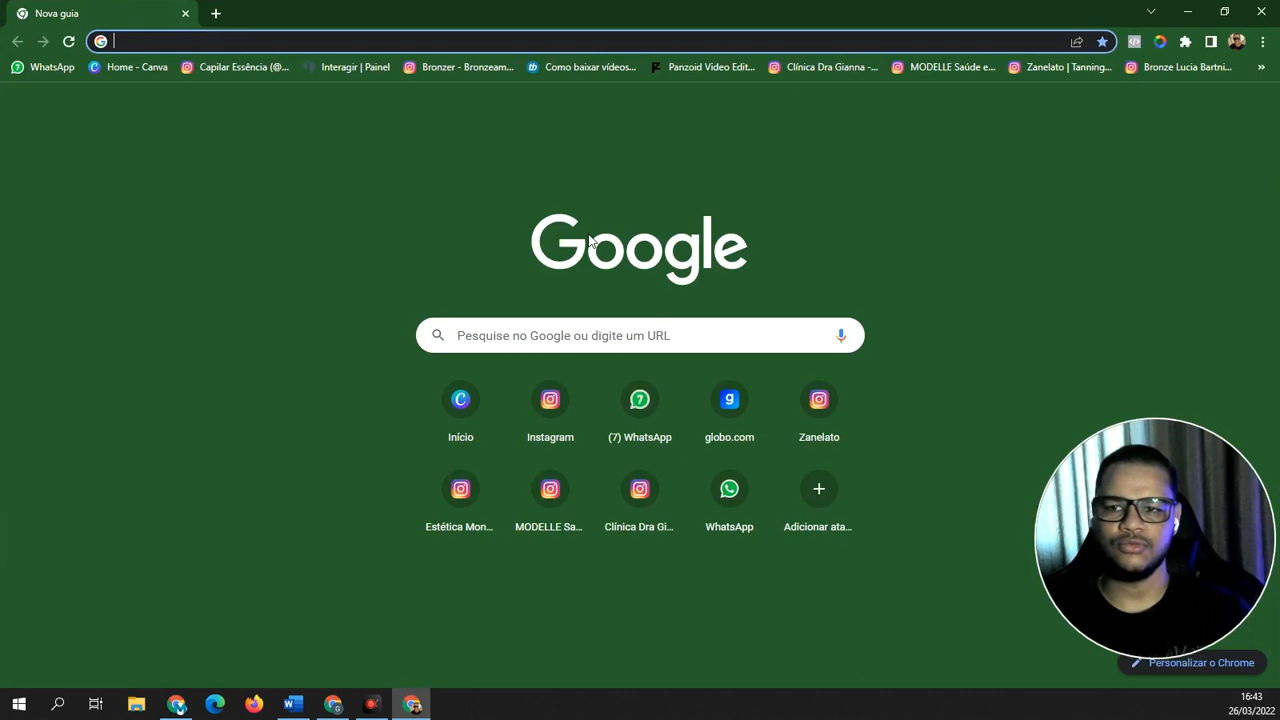 Nova guia
WhatsApp Home - Canva Capilar Essência (@... Interagir | Painel Bronzer - Bronzeam... Como baixar vídeos... Panzoid Video Edit... Clínica Dra Gianna -... MODELLE Saúde e... Zanelato | Tanning... Bronze Lucia Bartni... »
Google
Pesquise no Google ou digite um URL
Início Instagram (7) WhatsApp globo.com Zanelato
Estética Mon... MODELLE Sa... Clínica Dra Gi... WhatsApp Adicionar ata...
Personalizar o Chrome
16:43
26/03/2022